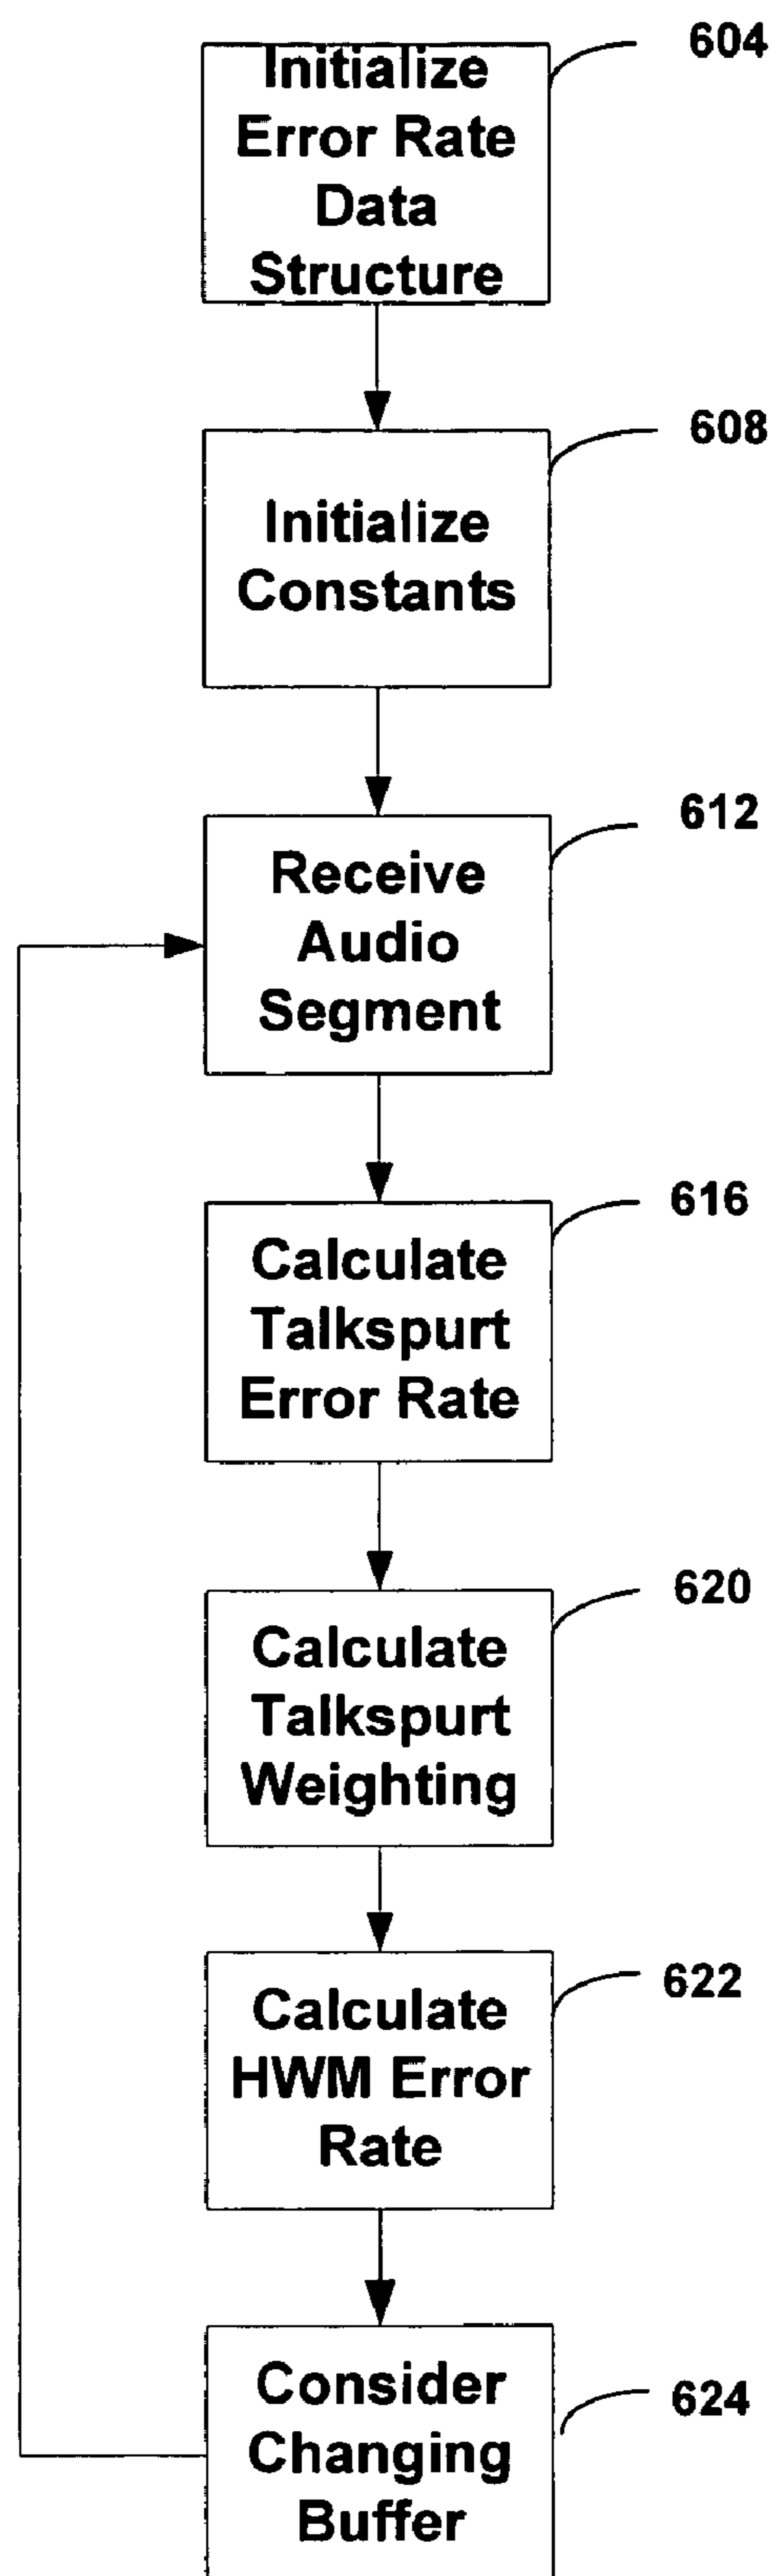 604
Initialize
Error Rate
Data
Structure
608
Initialize
Constants
612
Receive
Audio
Segment
616
Calculate
Talkspurt
Error Rate
620
Calculate
Talkspurt
Weighting
622
Calculate
HWM Error
Rate
624
Consider
Changing
Buffer